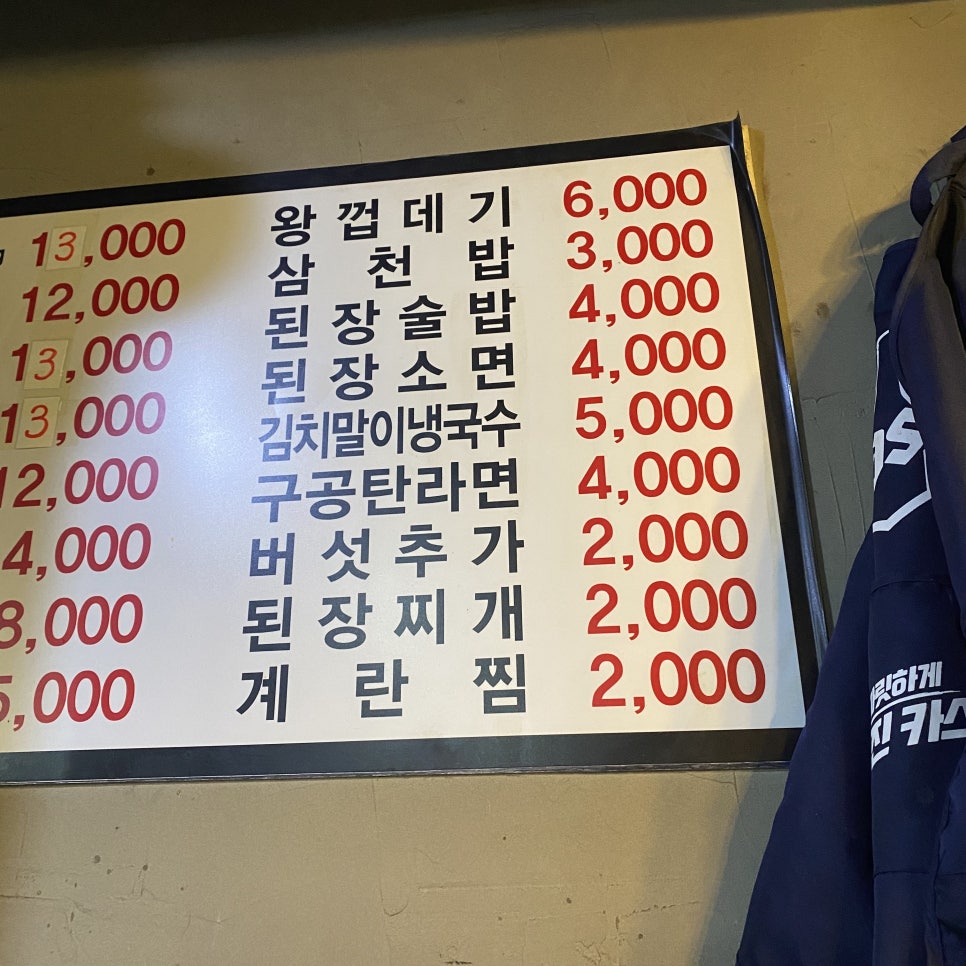 13,000 왕껍데기 6,000
12,000 삼천밥 3,000
13,000 된장술밥 4,000
13,000 된장소면 4,000
12,000 김치말이냉국수 5,000
4,000 구공탄라면 4,000
8,000 버섯추가 2,000
5,000 된장찌개 2,000
계란찜 2,000
릿하게
진 카스